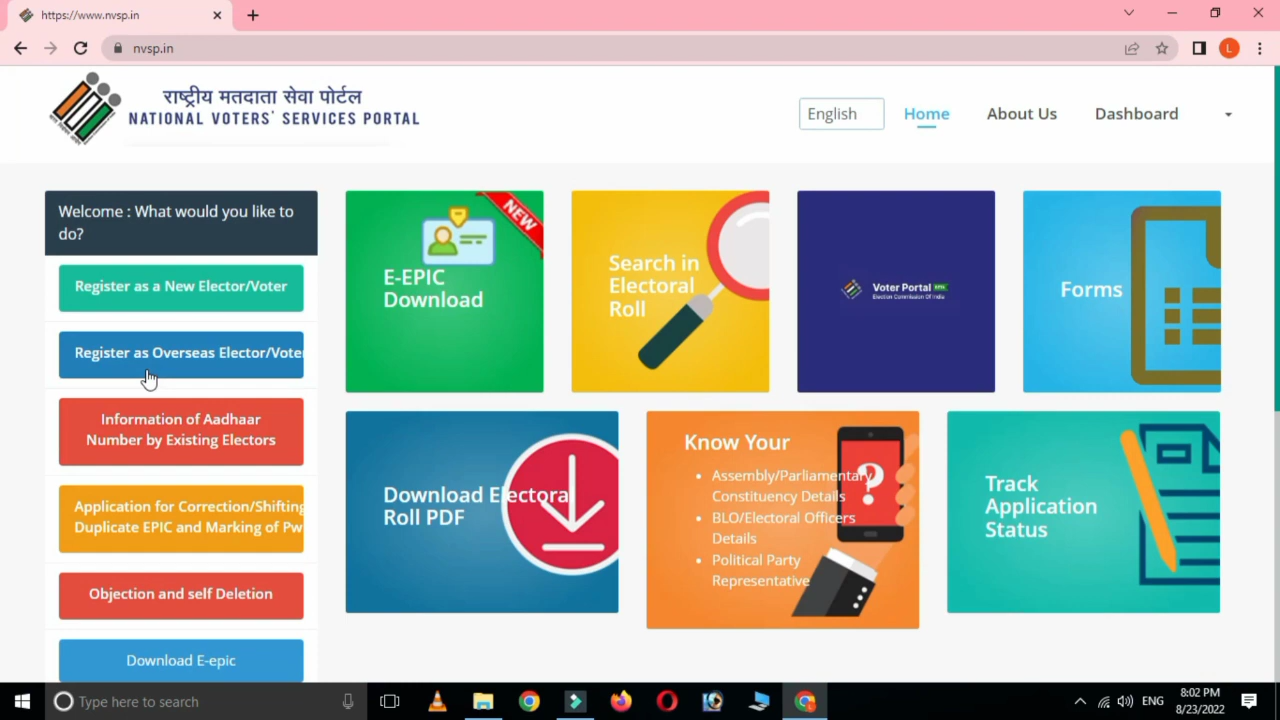 https://www.nvsp.in
nvsp.in
L
राष्ट्रीय मतदाता सेवा पोर्टल
NATIONAL VOTERS' SERVICES PORTAL
English
Home
About Us
Dashboard
Welcome : What would you like to
do?
Register as a New Elector/Voter
Register as Overseas Elector/Vote
Information of Aadhaar
Number by Existing Electors
Application for Correction/Shifting
Duplicate EPIC and Marking of Pw
Objection and self Deletion
Download E-epic
NEW
E-EPIC
Download
Search in
Electoral
Roll
Voter Portal
Election Commission Of India
Forms
Download Electora
Roll PDF
Know Your
Assembly/Parliamentary
Constituency Details
BLO/Electoral Officers
Details
Political Party
Representative
?
Track
Application
Status
Type here to search
ENG
8:02 PM
8/23/2022